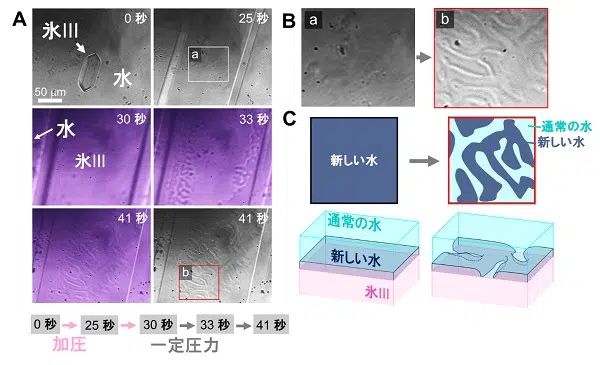 A
0 秒
氷III
水
50 μm
25 秒
a
30 秒
水
氷III
33 秒
41 秒
41 秒
b
0 秒 25 秒 30 秒 33 秒 41 秒
加圧 一定圧力
B
a
b
C
新しい水
通常の水
新しい水
通常の水
新しい水
氷III